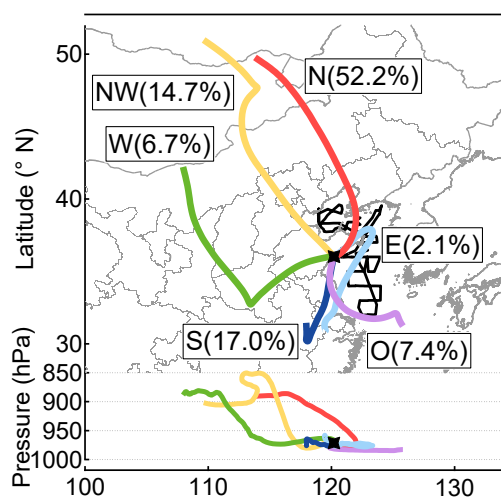 50
N(52.2%)
NW(14.7%)
W(6.7%)
Latitude (° N)
40
E(2.1%)
S(17.0%)
O(7.4%)
30
Pressure (hPa)
850
900
950
1000
100 110 120 130